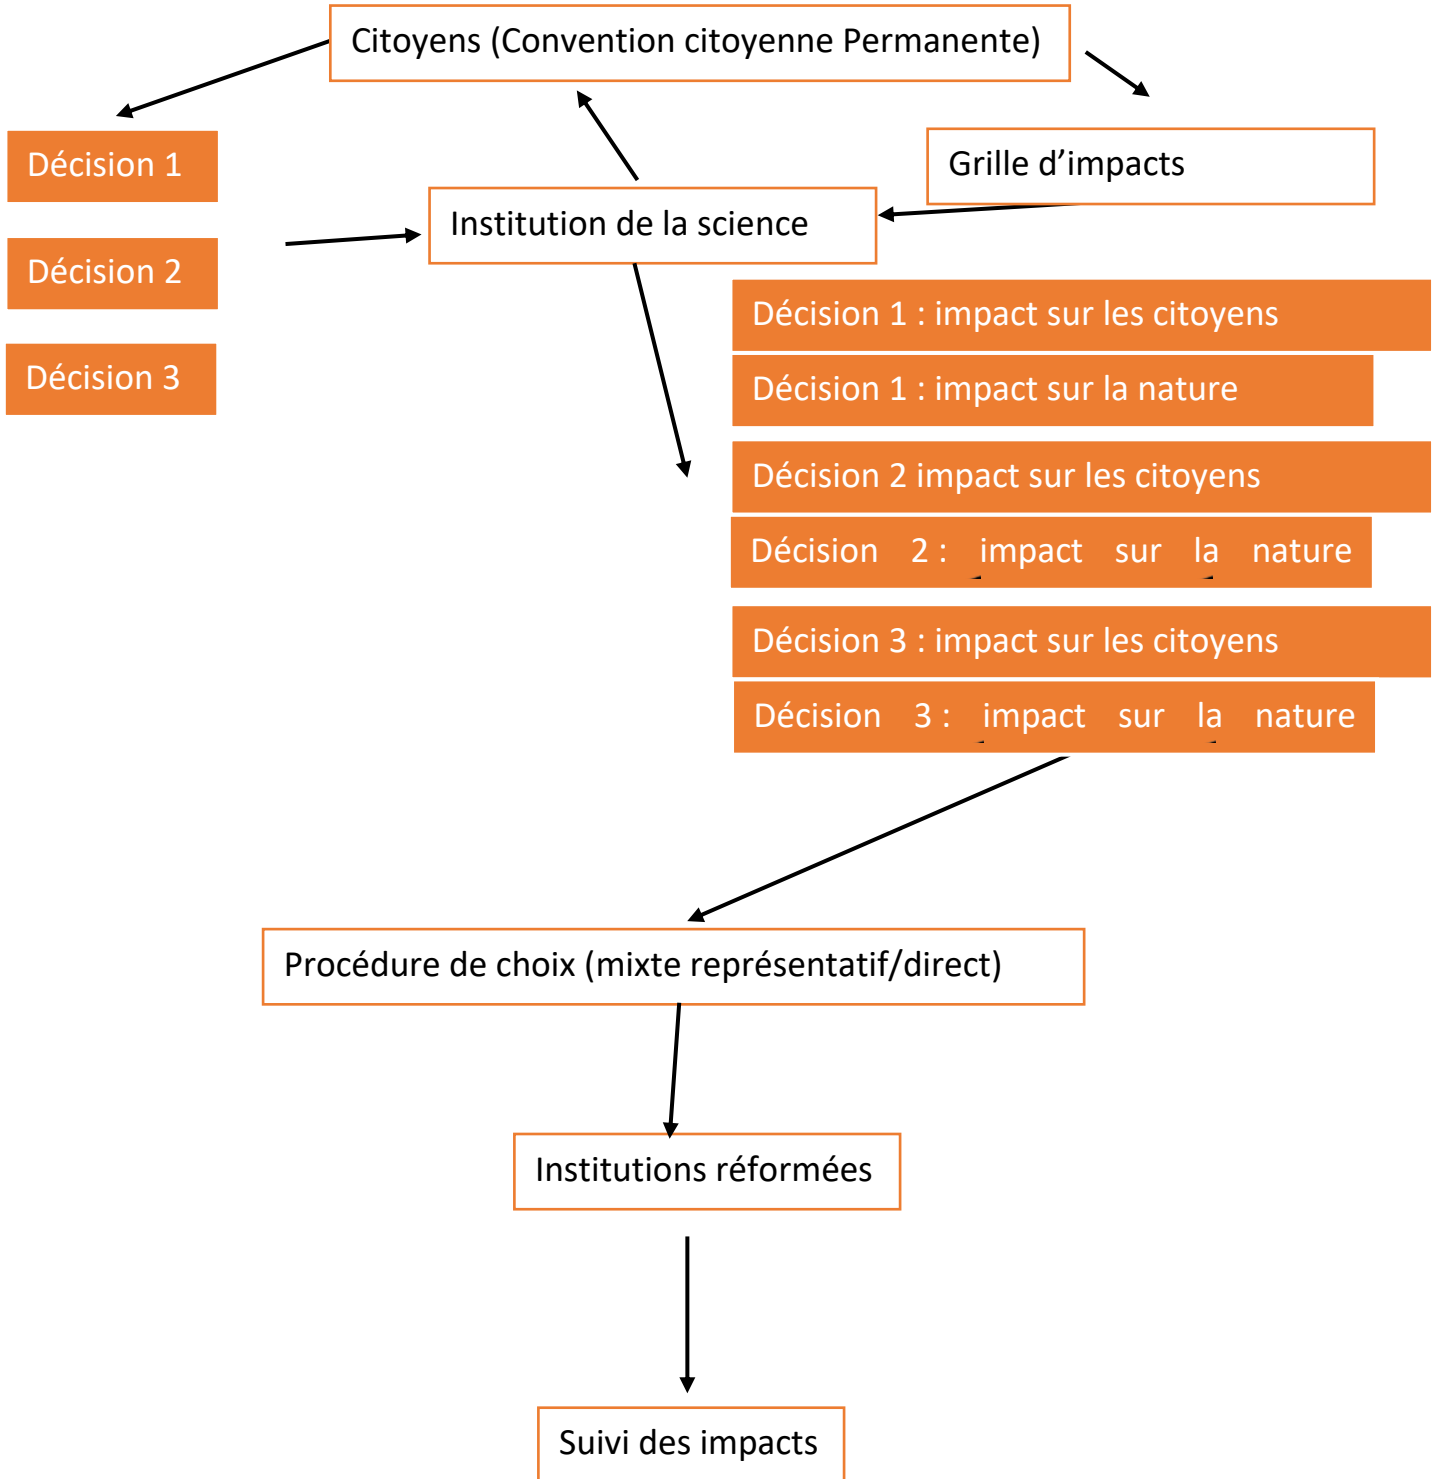 Citoyens (Convention citoyenne Permanente)
Décision 1
Grille d’impacts
Institution de la science
Décision 2
Décision 3
Décision 1 : impact sur les citoyens
Décision 1 : impact sur la nature
Décision 2 impact sur les citoyens
Décision 2 : impact sur la nature
Décision 3 : impact sur les citoyens
Décision 3 : impact sur la nature
Procédure de choix (mixte représentatif/direct)
Institutions réformées
Suivi des impacts